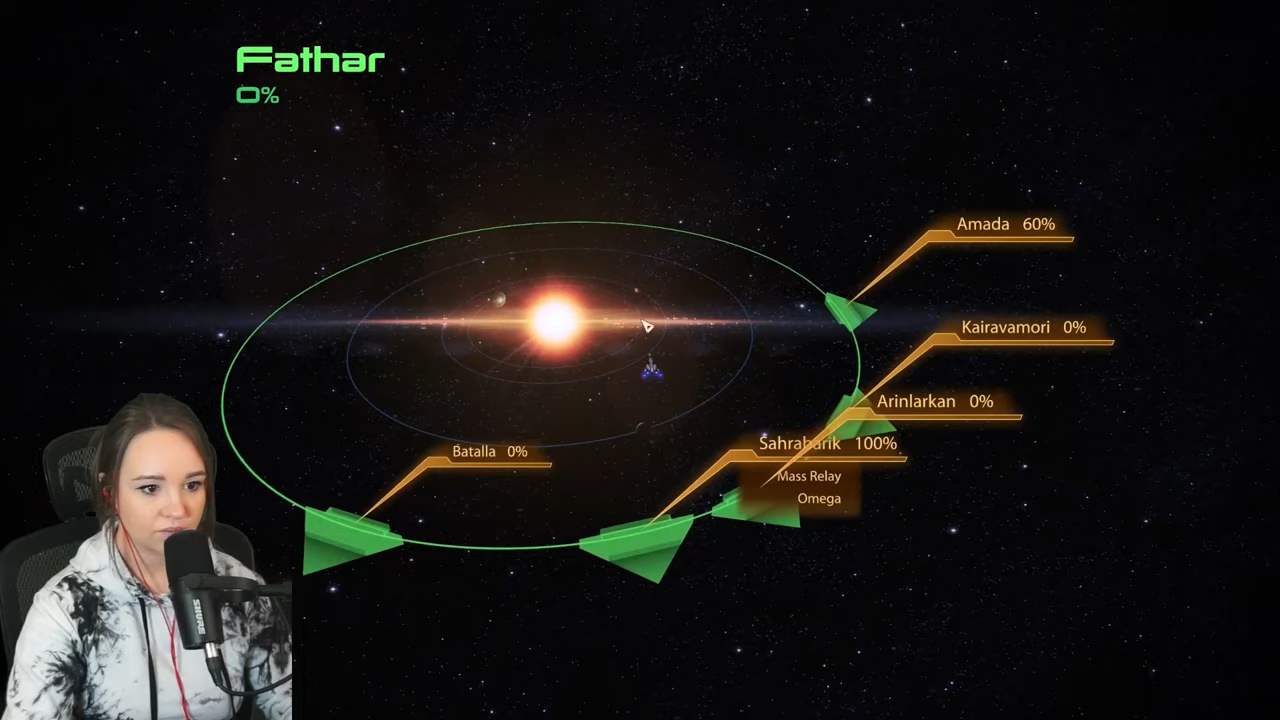 Fathar
0%
Amada 60%
Kairavamori 0%
Arinlarkan 0%
Sahrabarik 100%
Mass Relay
Omega
Batalla 0%
SHURE